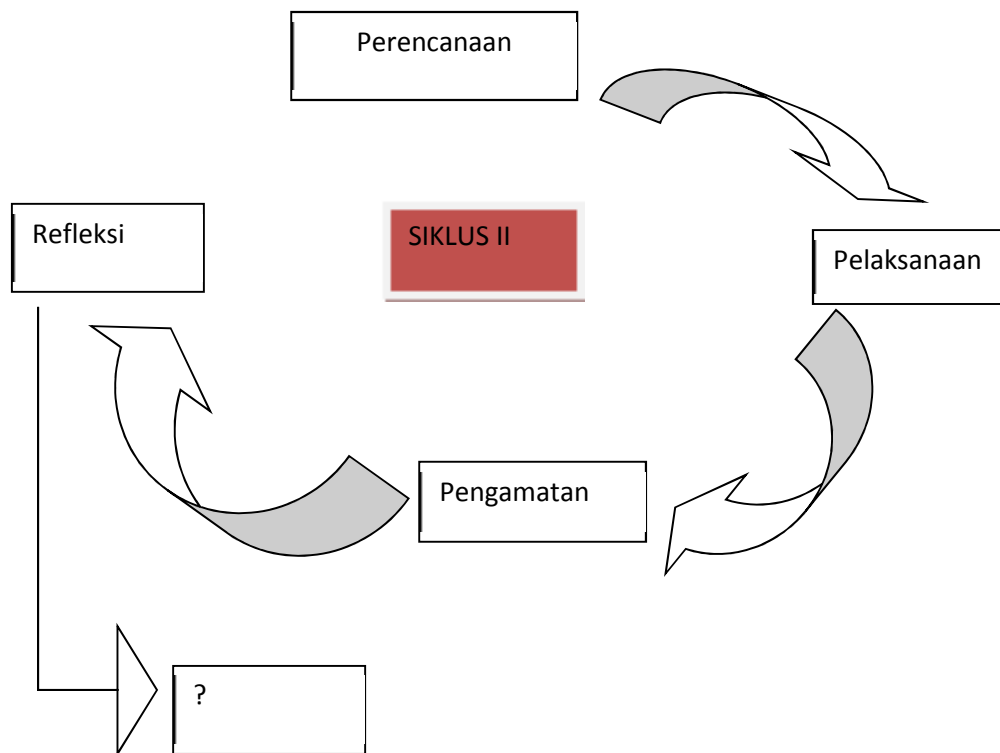 Perencanaan
Refleksi
SIKLUS II
Pelaksanaan
Pengamatan
?